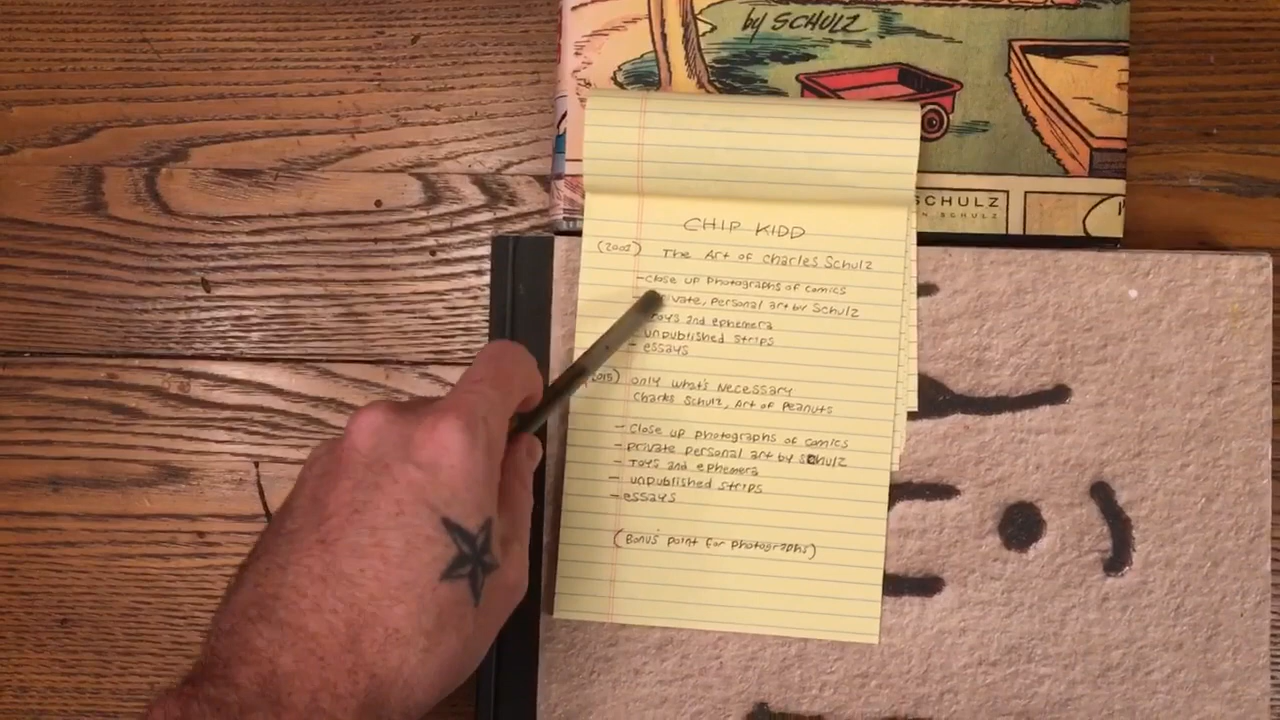 by SCHULZ
SCHULZ
N SCHULZ
CHIP KIDD
(2001) The Art of Charles Schulz
-Close up photographs of comics
private, personal art by Schulz
Toys and ephemera
unpublished strips
- essays
2015) only what's Necessary
Charles Schulz, Art of Peanuts
- Close up photographs of comics
- private personal art by Schulz
- Toys and ephemera
- unpublished strips
- essays
(Bonus point for photographs)